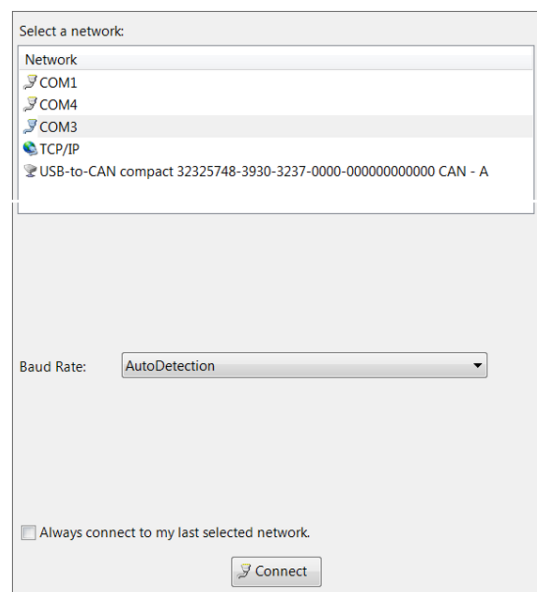 Select a network:
Network
COM1
COM4
COM3
TCP/IP
USB-to-CAN compact 32325748-3930-3237-0000-000000000000 CAN - A
Baud Rate: AutoDetection
Always connect to my last selected network.
Connect